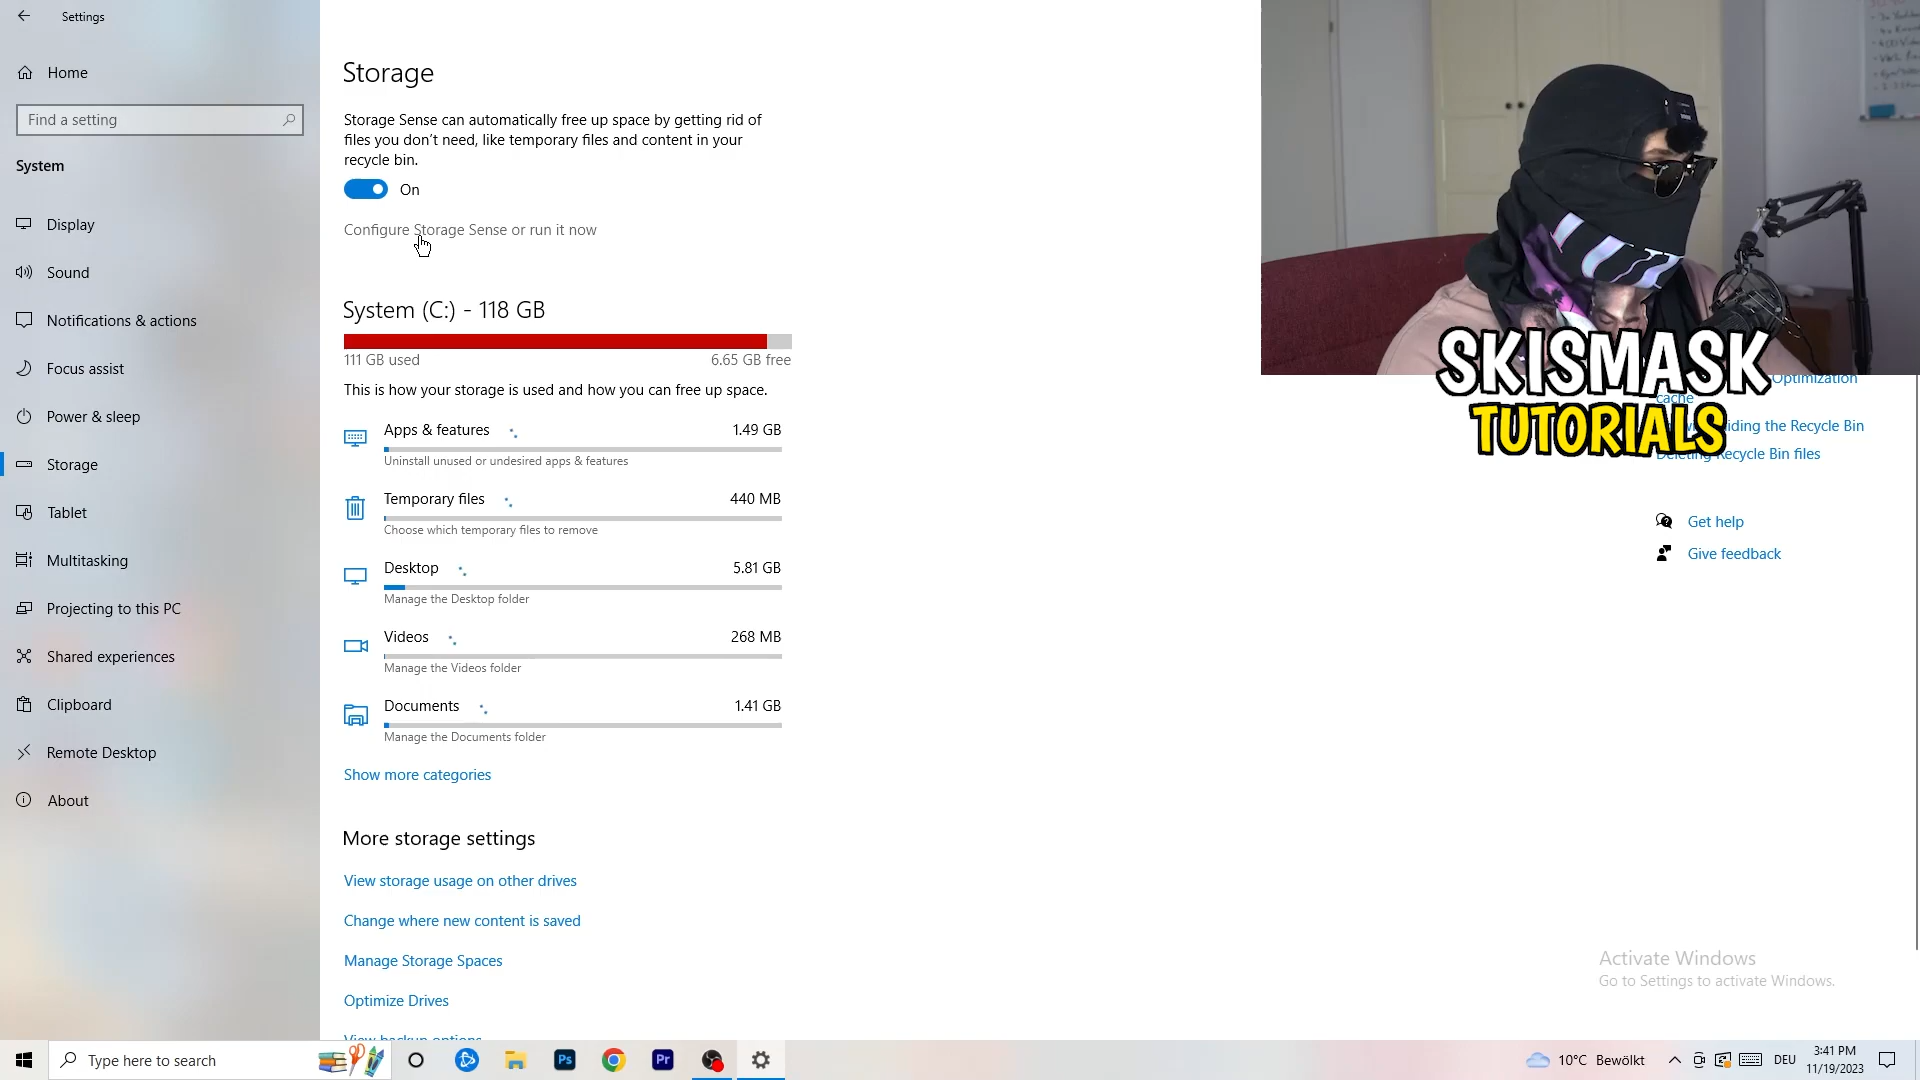 Settings
Home
Find a setting
System
Display
Sound
Notifications & actions
Focus assist
Power & sleep
Storage
Tablet
Multitasking
Projecting to this PC
Shared experiences
Clipboard
Remote Desktop
About
Storage
Storage Sense can automatically free up space by getting rid of
files you don't need, like temporary files and content in your
recycle bin.
On
Configure Storage Sense or run it now
System (C:) - 118 GB
111 GB used
6.65 GB free
This is how your storage is used and how you can free up space.
Apps & features
1.49 GB
Uninstall unused or undesired apps & features
Temporary files
440 MB
Choose which temporary files to remove
Desktop
5.81 GB
Manage the Desktop folder
Videos
268 MB
Manage the Videos folder
Documents
1.41 GB
Manage the Documents folder
Show more categories
More storage settings
View storage usage on other drives
Change where new content is saved
Manage Storage Spaces
Optimize Drives
View backup options
SKISMASK
TUTORIALS
Optimization
cache
the Recycle Bin
Deleting Recycle Bin files
Get help
Give feedback
Activate Windows
Go to Settings to activate Windows.
Type here to search
Ps
Pr
10°C Bewölkt
DEU
3:41 PM
11/19/2023